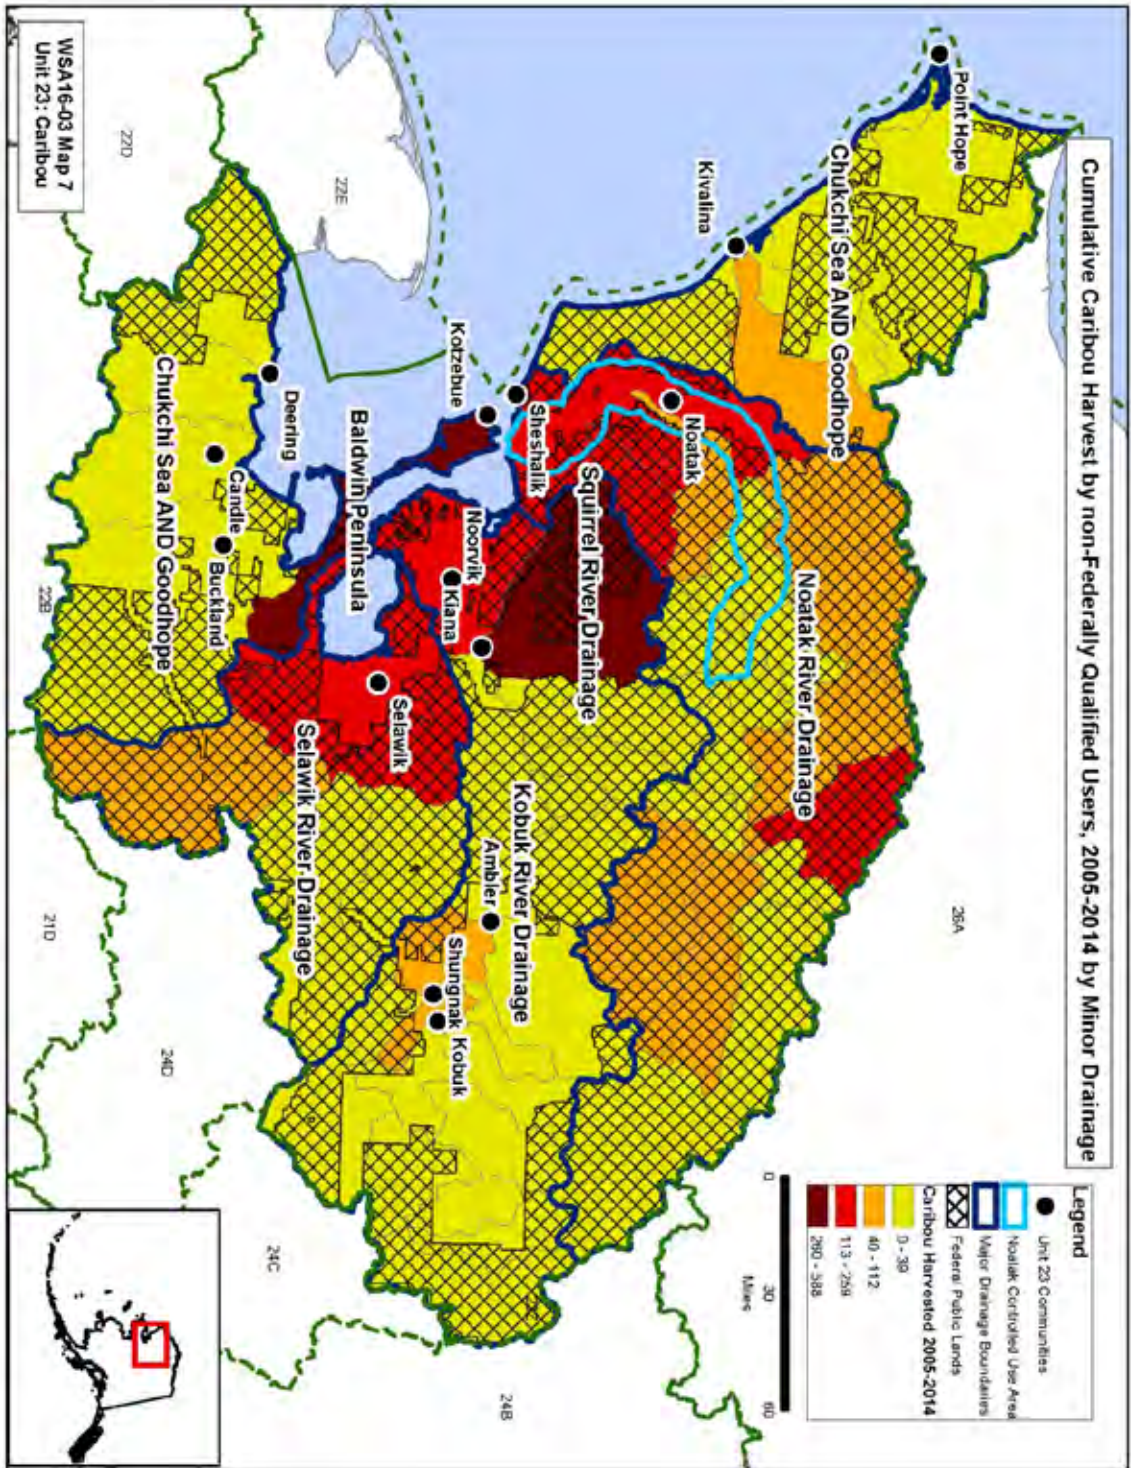 Cumulative Caribou Harvest by non-Federally Qualified Users, 2005-2014 by Minor Drainage
Legend
Unit 23 Communities
Noatak Controlled Use Area
Major Drainage Boundaries
Federal Public Lands
Caribou Harvested 2005-2014
0 - 39
40 - 112
113 - 259
260 - 588
0
30
60
Miles
26A
Point Hope
Chukchi Sea AND Goodhope
Kivalina
Noatak
Noatak River Drainage
Sheshalik
Squirrel River Drainage
Kotzebue
Noorvik
Kiana
Kobuk River Drainage
Ambler
Shungnak
Kobuk
Baldwin Peninsula
Selawik
Selawik River Drainage
Deering
Candle
Buckland
Chukchi Sea AND Goodhope
22E
22D
22B
21D
24D
24C
24B
WSA16-03 Map 7
Unit 23: Caribou